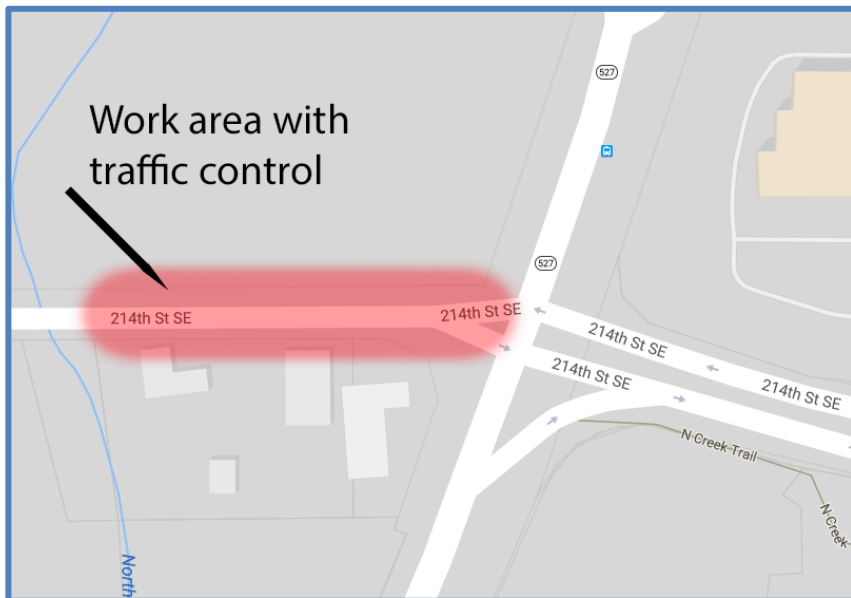 527
Work area with
traffic control
527
214th St SE
214th St SE
214th St SE
214th St SE
214th St SE
N Creek Trail
N Creek
North